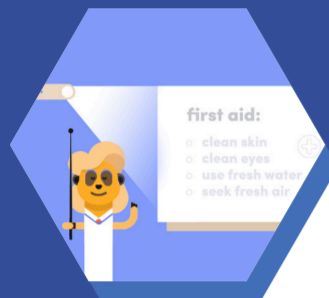 first aid:
clean skin
clean eyes
use fresh water
seek fresh air